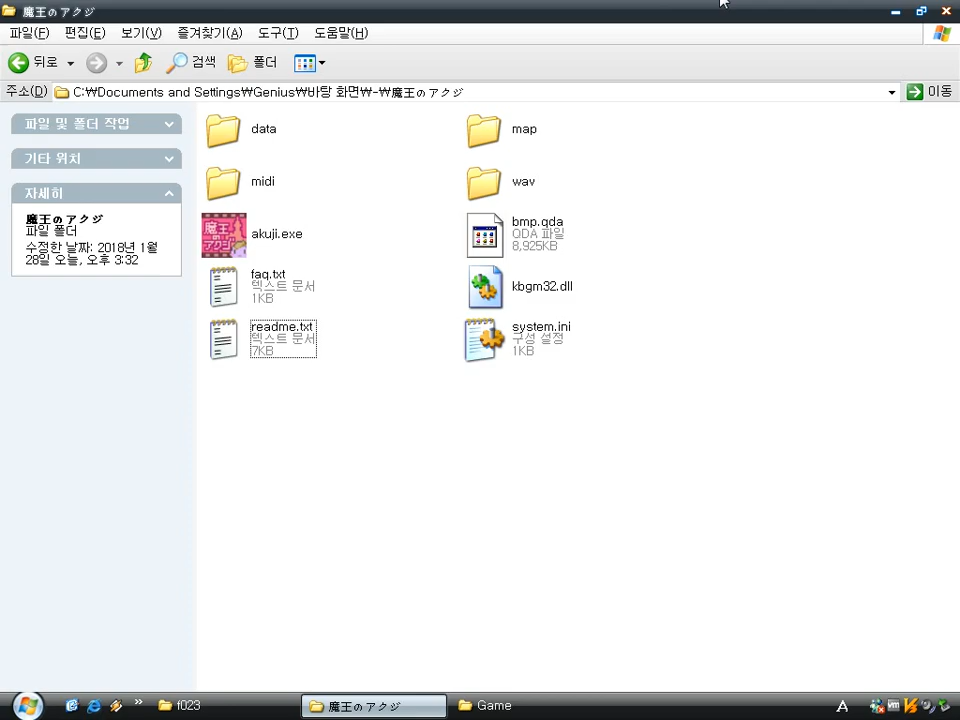 魔王のアクジ
파일(F) 편집(E) 보기(V) 즐겨찾기(A) 도구(T) 도움말(H)
뒤로 검색 폴더
주소(D) C:₩Documents and Settings₩Genius₩바탕 화면₩-₩魔王のアクジ 이동
파일 및 폴더 작업
기타 위치
자세히
魔王のアクジ
파일 폴더
수정한 날짜: 2018년 1월
28일 오늘, 오후 3:32
data
map
midi
wav
魔王の
アクジ
akuji.exe
bmp.qda
QDA 파일
8,925KB
faq.txt
텍스트 문서
1KB
kbgm32.dll
readme.txt
텍스트 문서
7KB
system.ini
구성 설정
1KB
f023 魔王のアクジ Game A